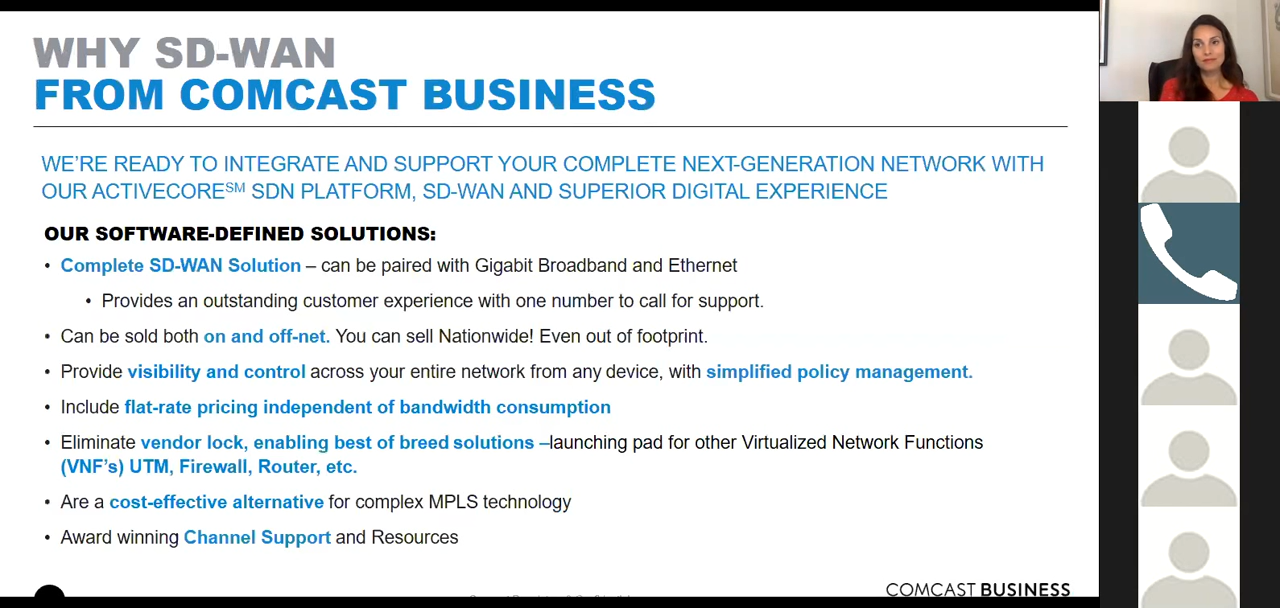 WHY SD-WAN
FROM COMCAST BUSINESS
WE'RE READY TO INTEGRATE AND SUPPORT YOUR COMPLETE NEXT-GENERATION NETWORK WITH
OUR ACTIVECORE℠ SDN PLATFORM, SD-WAN AND SUPERIOR DIGITAL EXPERIENCE
OUR SOFTWARE-DEFINED SOLUTIONS:
• Complete SD-WAN Solution – can be paired with Gigabit Broadband and Ethernet
• Provides an outstanding customer experience with one number to call for support.
• Can be sold both on and off-net. You can sell Nationwide! Even out of footprint.
• Provide visibility and control across your entire network from any device, with simplified policy management.
• Include flat-rate pricing independent of bandwidth consumption
• Eliminate vendor lock, enabling best of breed solutions –launching pad for other Virtualized Network Functions
(VNF's) UTM, Firewall, Router, etc.
• Are a cost-effective alternative for complex MPLS technology
• Award winning Channel Support and Resources
COMCAST BUSINESS